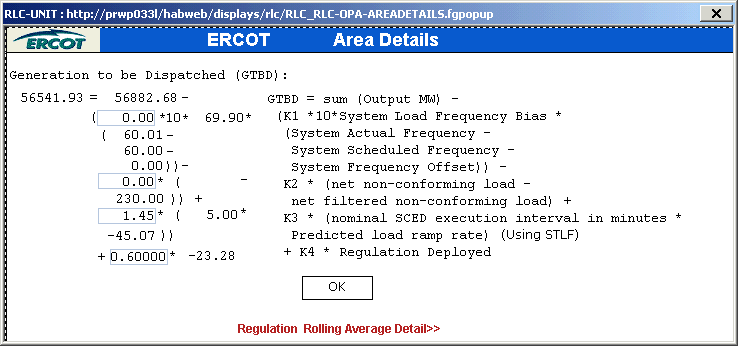 RLC-UNIT : http://prwp033l/habweb/displays/rlc/RLC_RLC-OPA-AREADETAILS.fgpopup
ERCOT ERCOT Area Details
Generation to be Dispatched (GTBD):
56541.93 = 56882.68 - GTBD = sum (Output MW) -
( 0.00 *10* 69.90* (K1 *10*System Load Frequency Bias *
( 60.01 - (System Actual Frequency -
60.00 - System Scheduled Frequency -
0.00)) - System Frequency Offset)) -
0.00 * ( - K2 * (net non-conforming load -
230.00 )) + net filtered non-conforming load) +
1.45 * ( 5.00* K3 * (nominal SCED execution interval in minutes *
-45.07 )) Predicted load ramp rate) (Using STLF)
+ 0.60000 * -23.28 + K4 * Regulation Deployed
OK
Regulation Rolling Average Detail>>